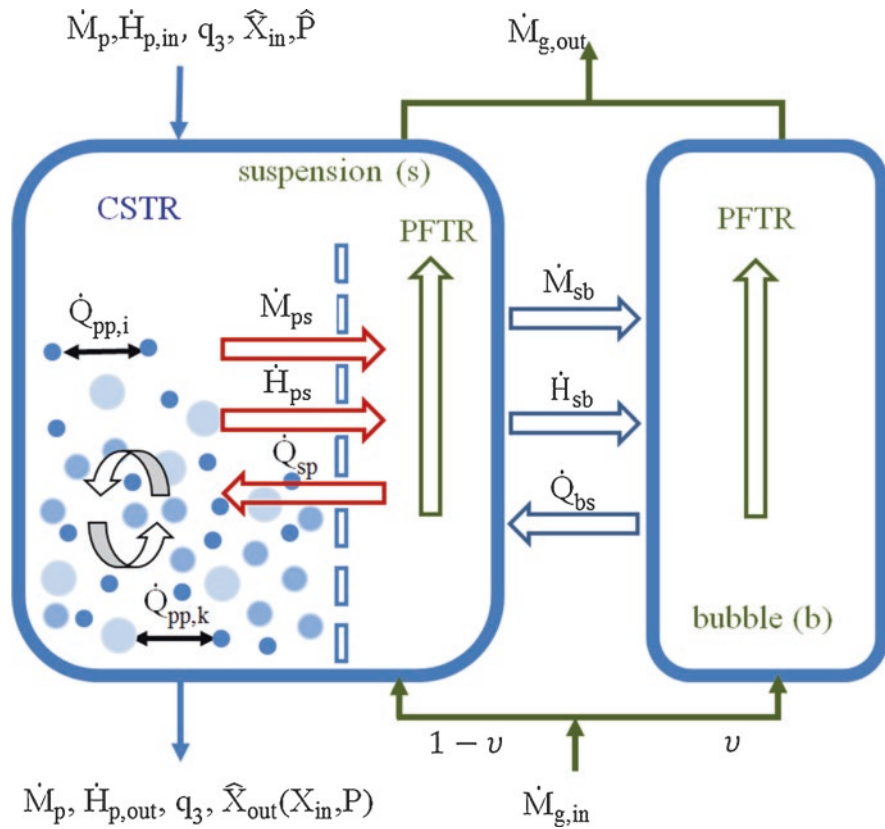 Ṁp,Ḣp,in, q3, X̂in,P̂
Ṁg,out
suspension (s)
CSTR
PFTR
PFTR
Q̇pp,i
Ṁps
Ṁsb
Ḣps
Ḣsb
Q̇sp
Q̇bs
Q̇pp,k
bubble (b)
1 − υ
υ
Ṁp, Ḣp,out, q3, X̂out(Xin,P)
Ṁg,in